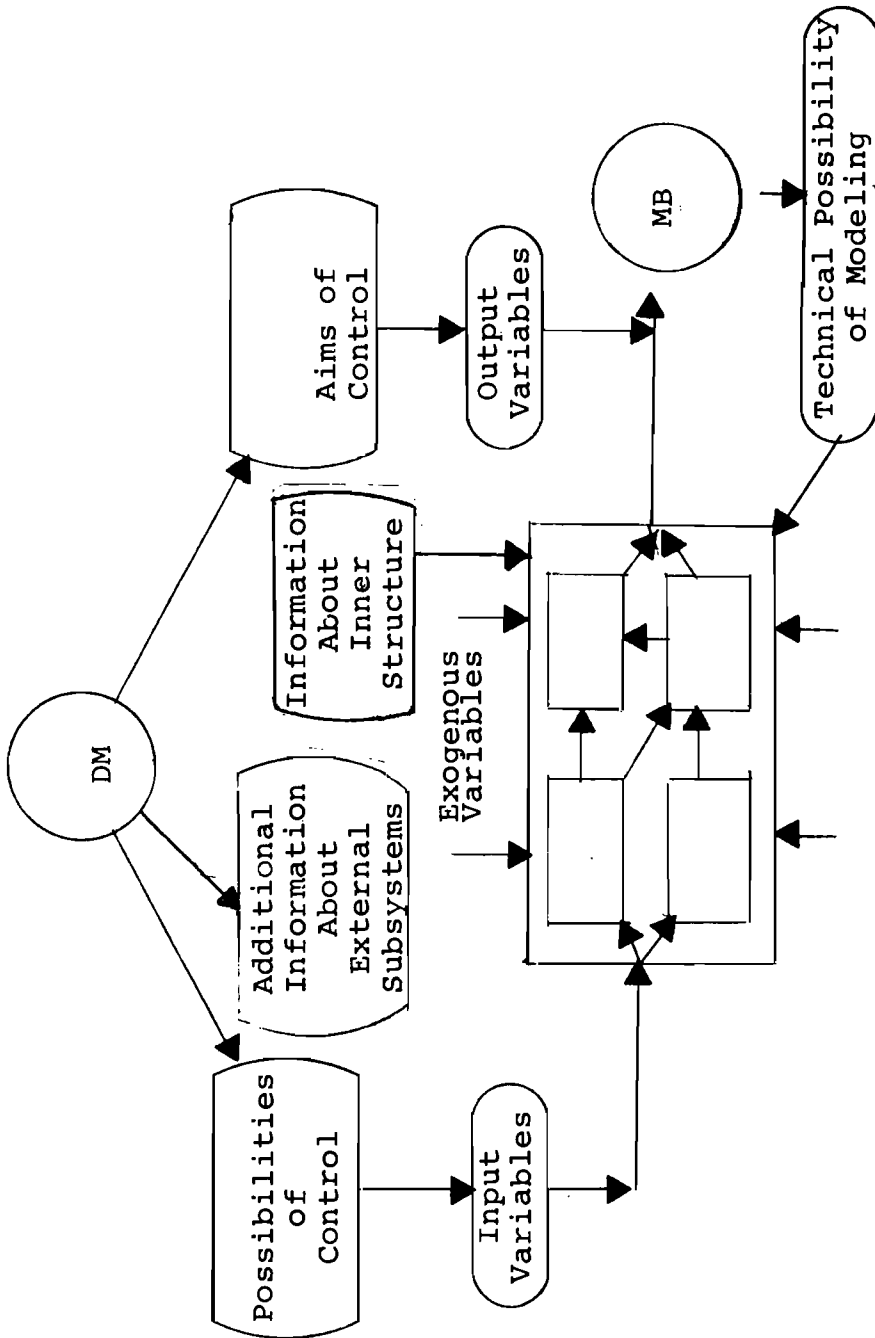 DM
Possibilities
of
Control
Additional
Information
About
External
Subsystems
Information
About
Inner
Structure
Aims of
Control
Input
Variables
Exogenous
Variables
Output
Variables
MB
Technical Possibility
of Modeling